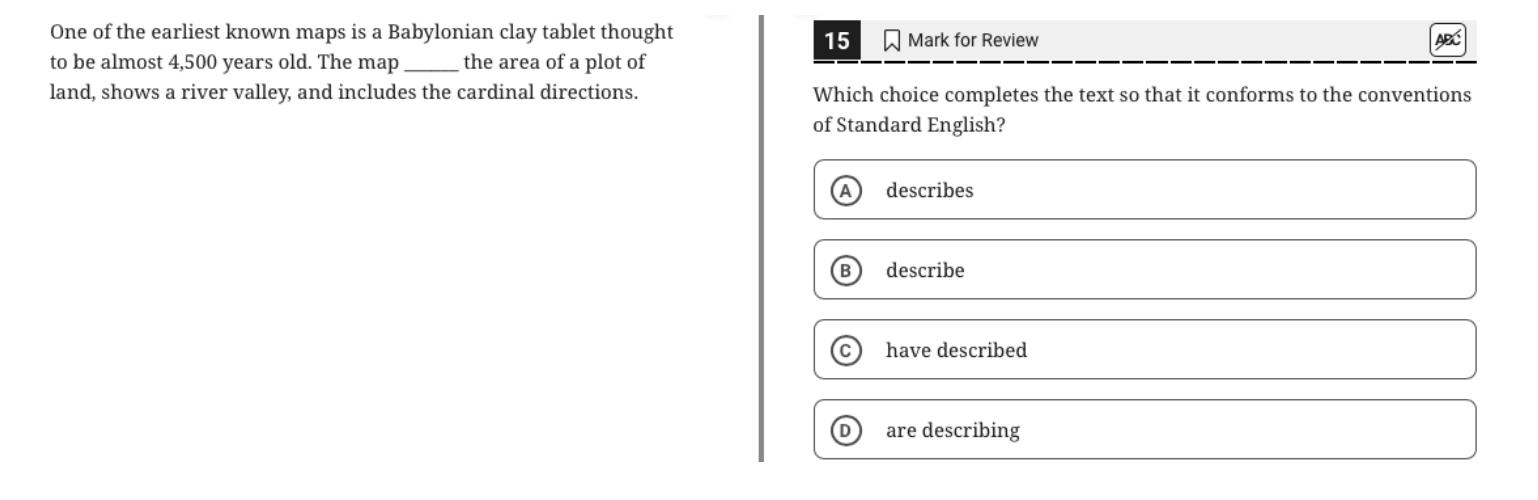 One of the earliest known maps is a Babylonian clay tablet thought
to be almost 4,500 years old. The map ______ the area of a plot of
land, shows a river valley, and includes the cardinal directions.
15 Mark for Review ABC
Which choice completes the text so that it conforms to the conventions
of Standard English?
A describes
B describe
C have described
D are describing